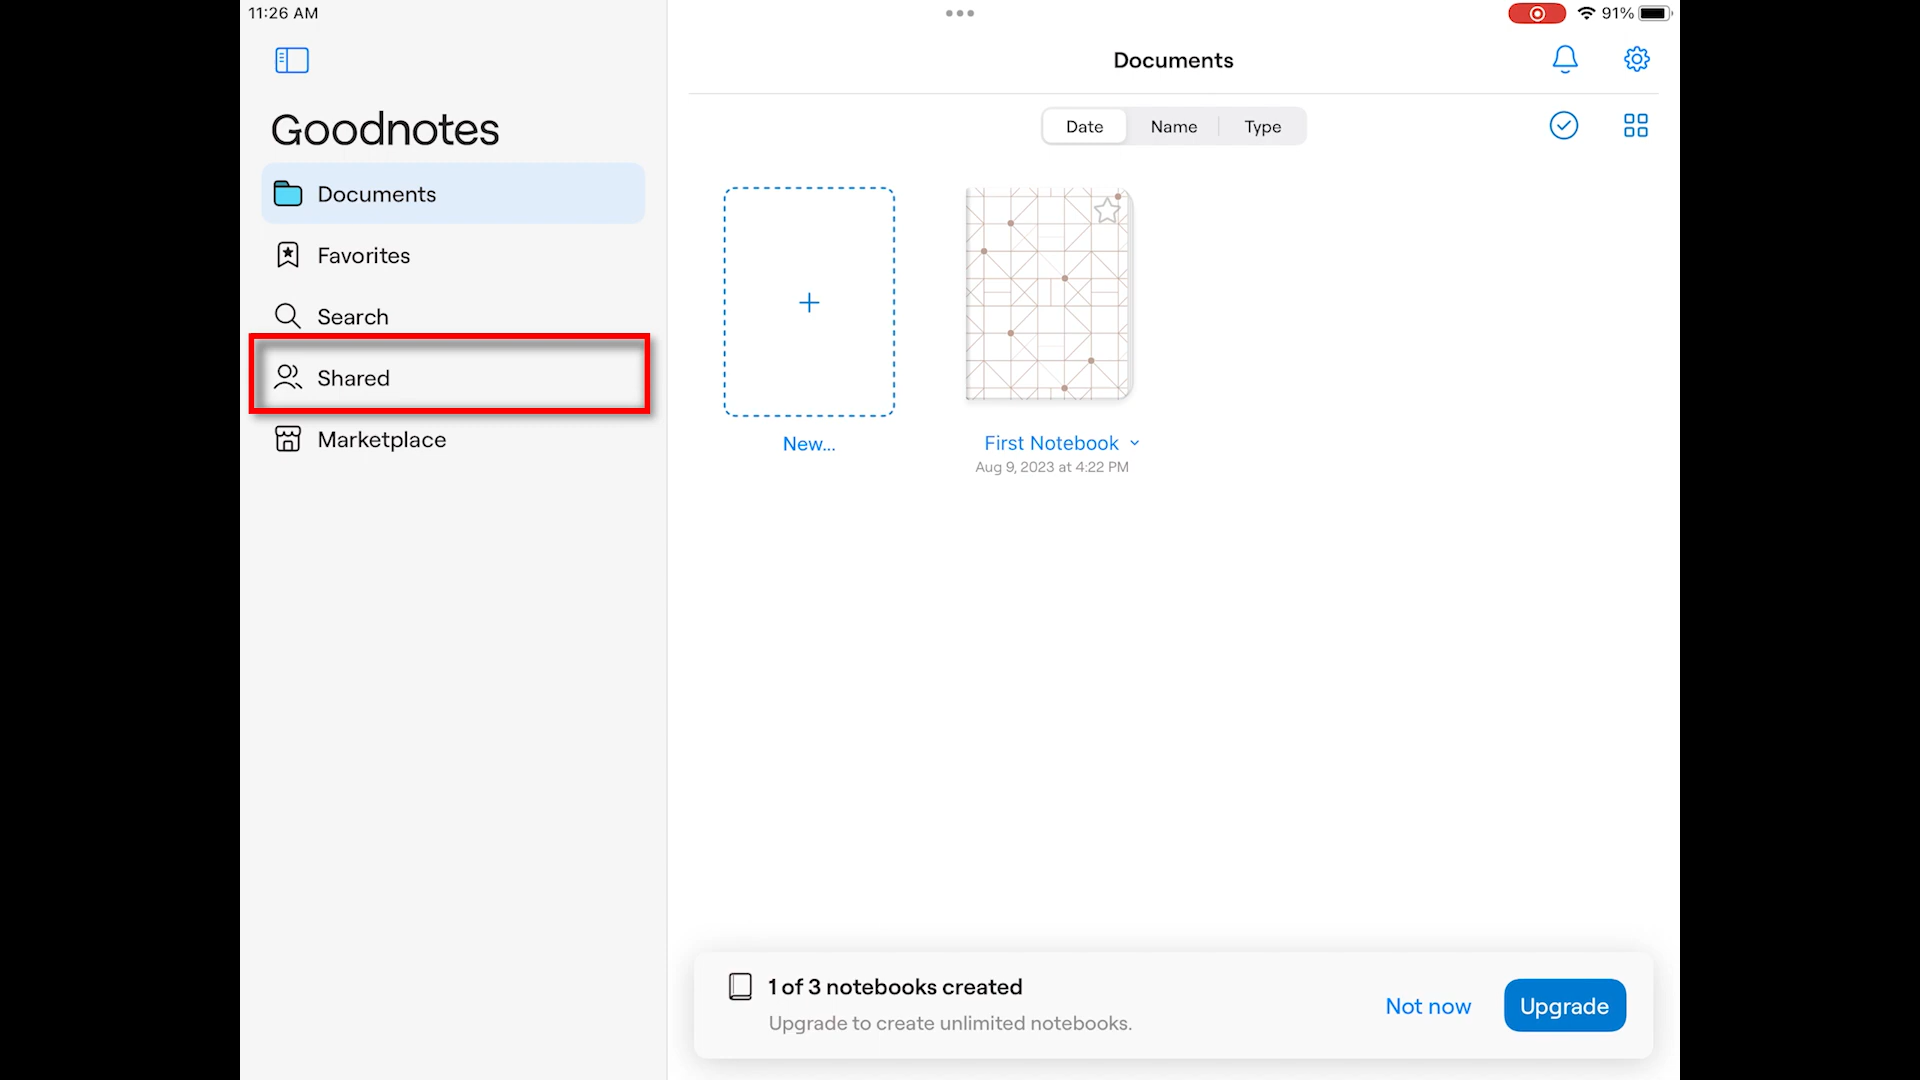 11:26 AM
91%
Documents
Goodnotes
Date
Name
Type
Documents
Favorites
Search
Shared
Marketplace
New...
First Notebook
Aug 9, 2023 at 4:22 PM
1 of 3 notebooks created
Upgrade to create unlimited notebooks.
Not now
Upgrade